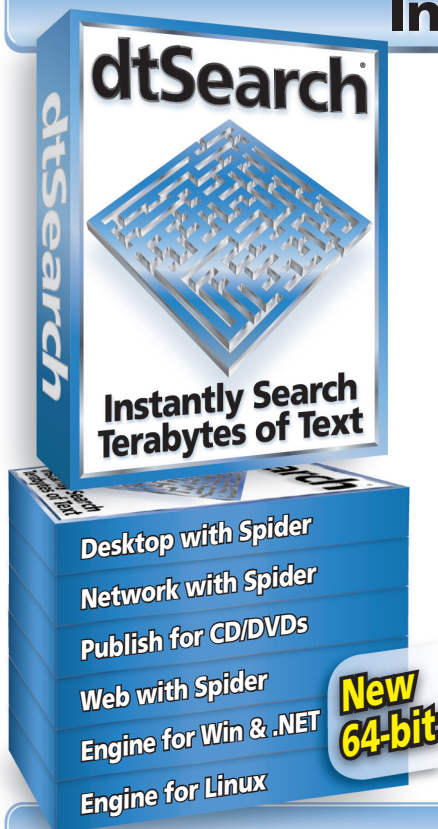 In
dtSearch®
dtSearch
Instantly Search
Terabytes of Text
Desktop with Spider
Network with Spider
Publish for CD/DVDs
Web with Spider
Engine for Win & .NET
Engine for Linux
New
64-bit